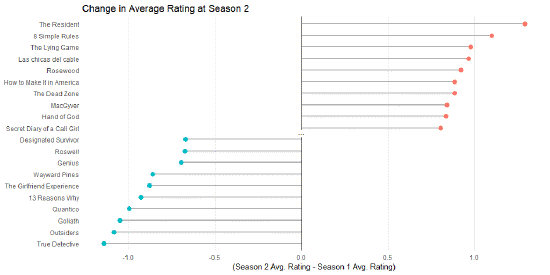 Change in Average Rating at Season 2
The Resident
8 Simple Rules
The Lying Game
Las chicas del cable
Rosewood
How to Make It in America
The Dead Zone
MacGyver
Hand of God
Secret Diary of a Call Girl
...
Designated Survivor
Roswell
Genius
Wayward Pines
The Girlfriend Experience
13 Reasons Why
Quantico
Goliath
Outsiders
True Detective
-1.0 -0.5 0.0 0.5 1.0
(Season 2 Avg. Rating - Season 1 Avg. Rating)